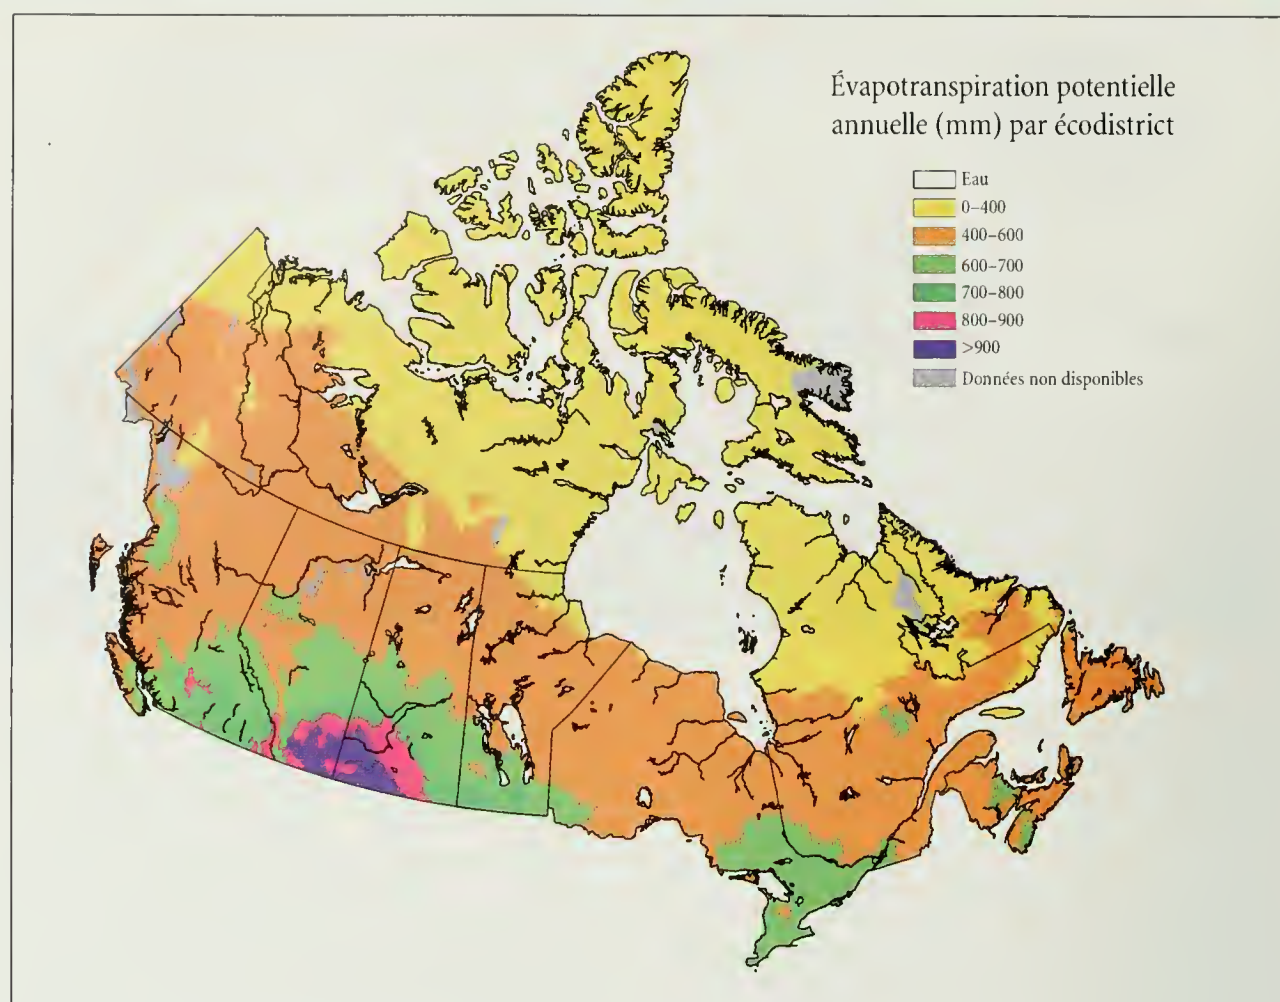 Évapotranspiration potentielle
annuelle (mm) par écodistrict
Eau
0–400
400–600
600–700
700–800
800–900
>900
Données non disponibles